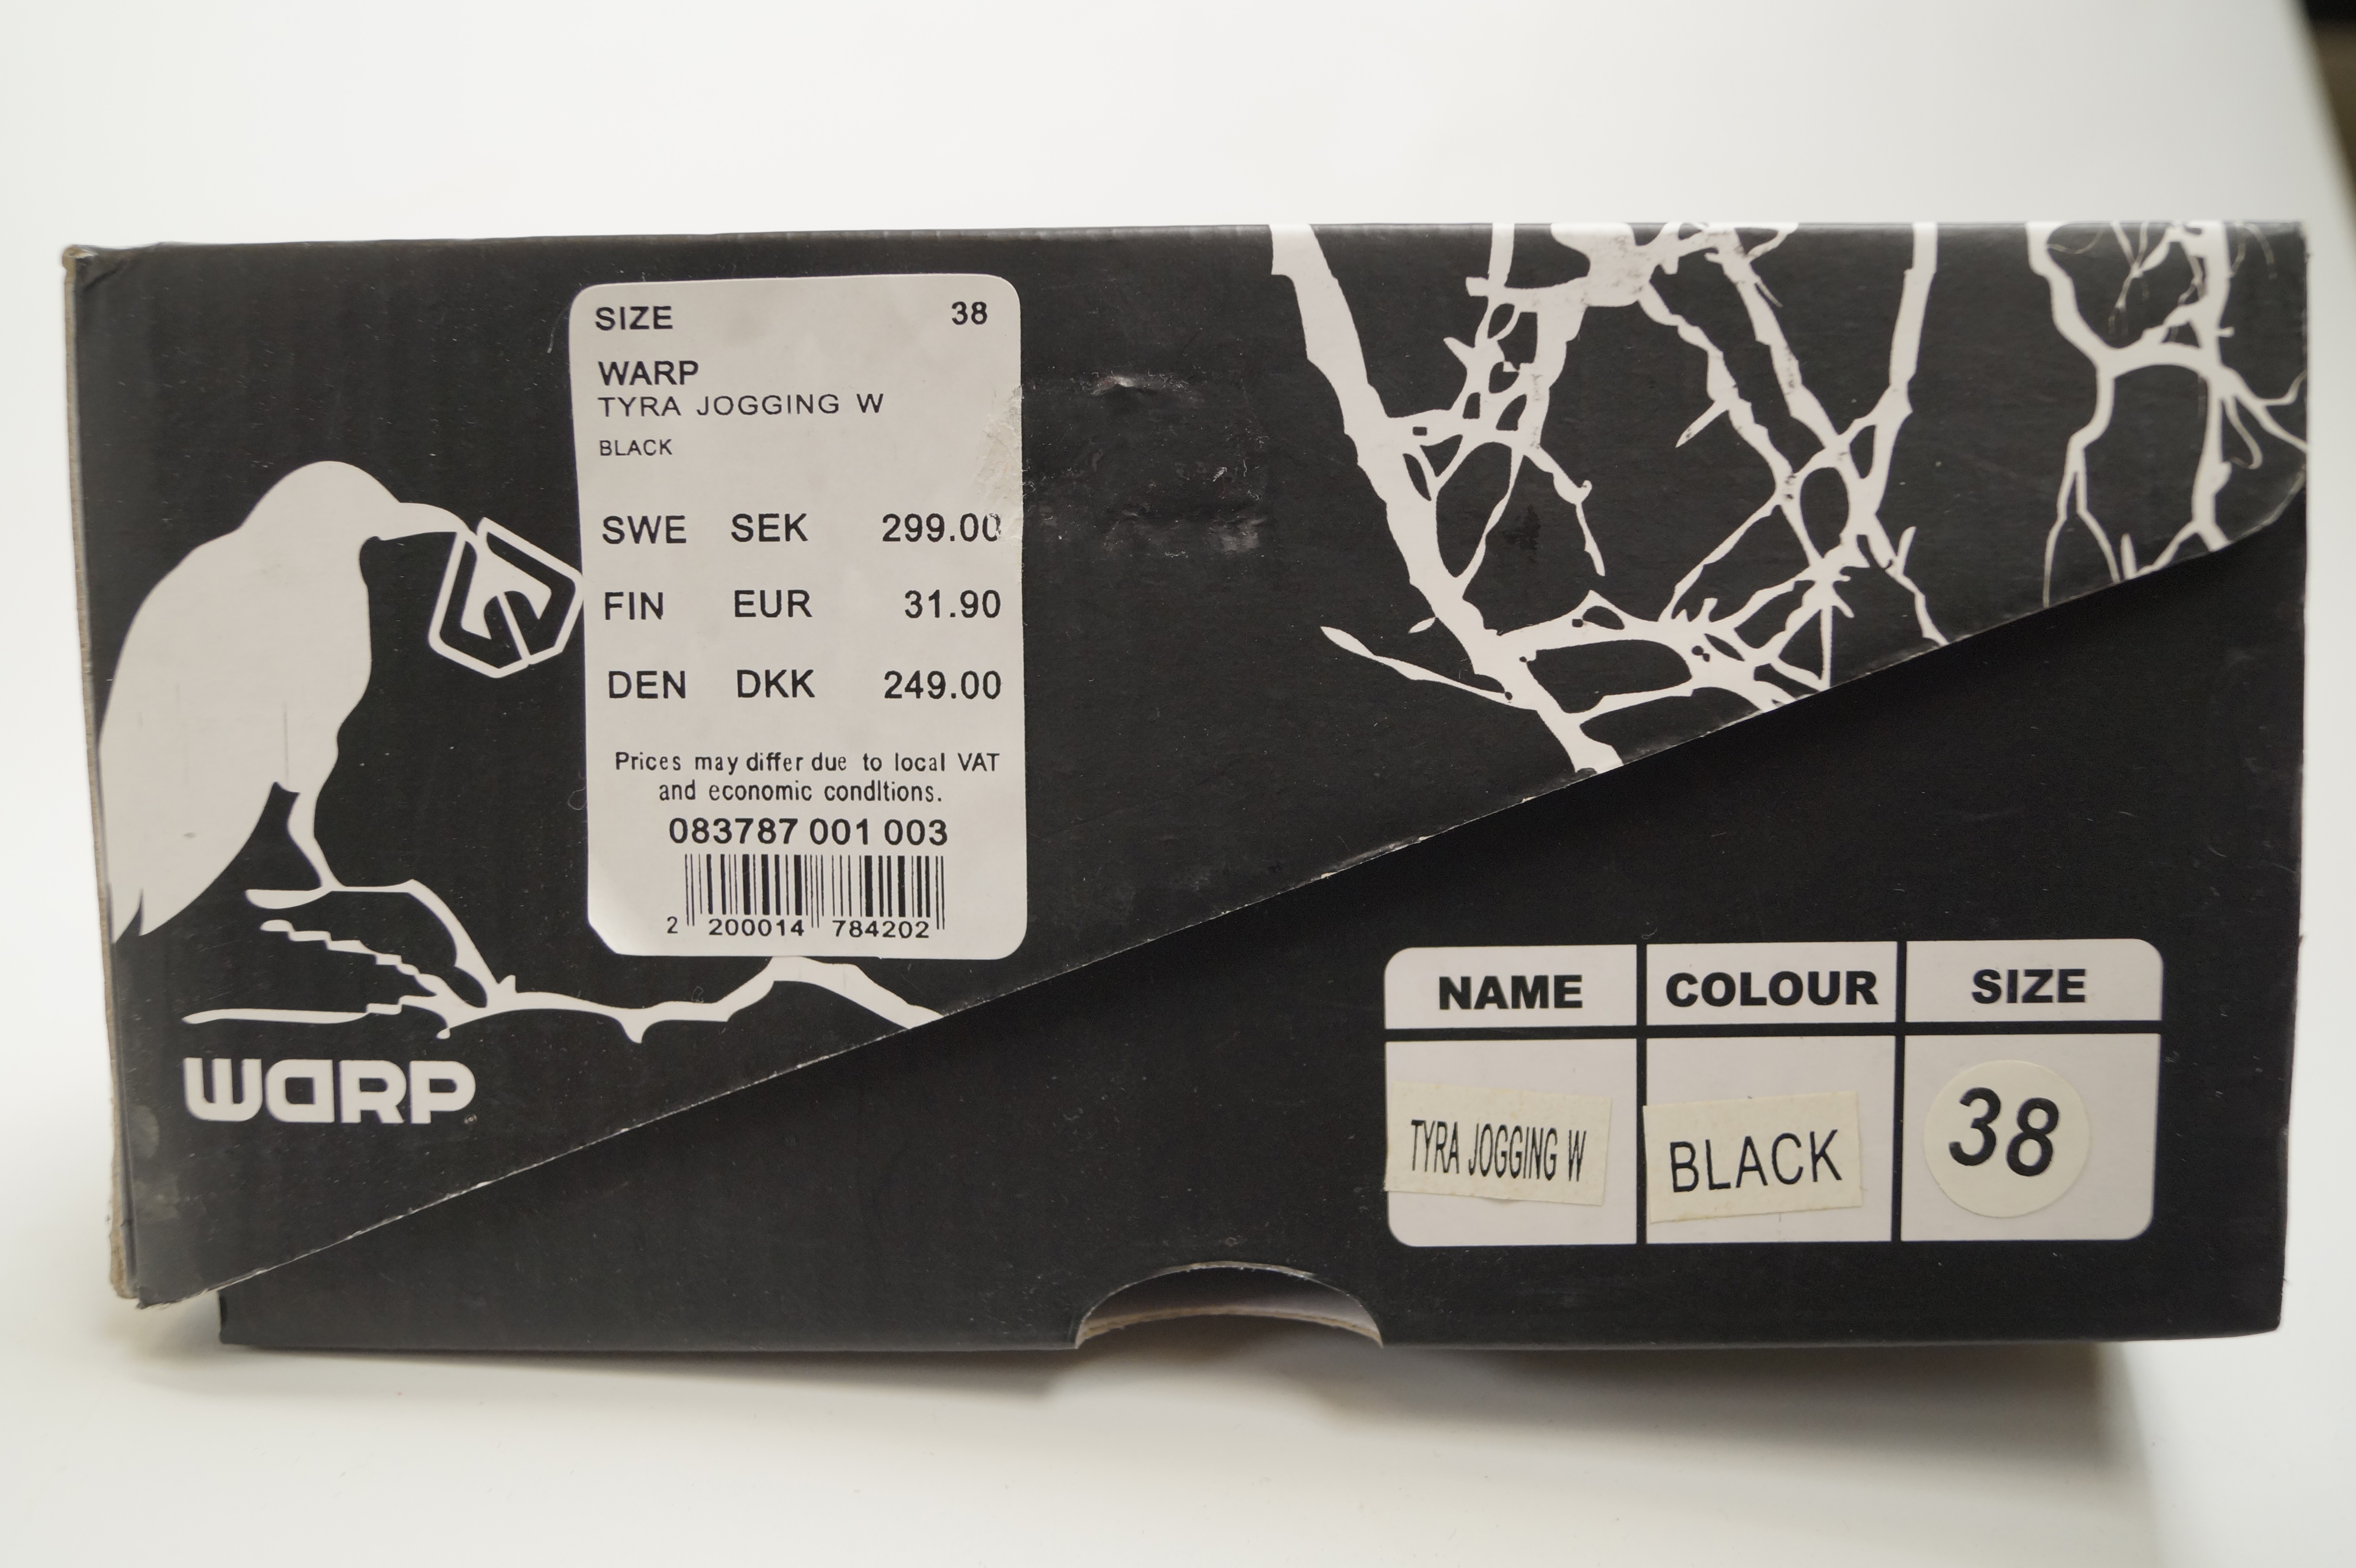 SIZE 38
WARP
TYRA JOGGING W
BLACK
SWE SEK 299.00
FIN EUR 31.90
DEN DKK 249.00
Prices may differ due to local VAT
and economic condItions.
083787 001 003
2 200014 784202
WARP
NAME COLOUR SIZE
TYRA JOGGING W BLACK 38